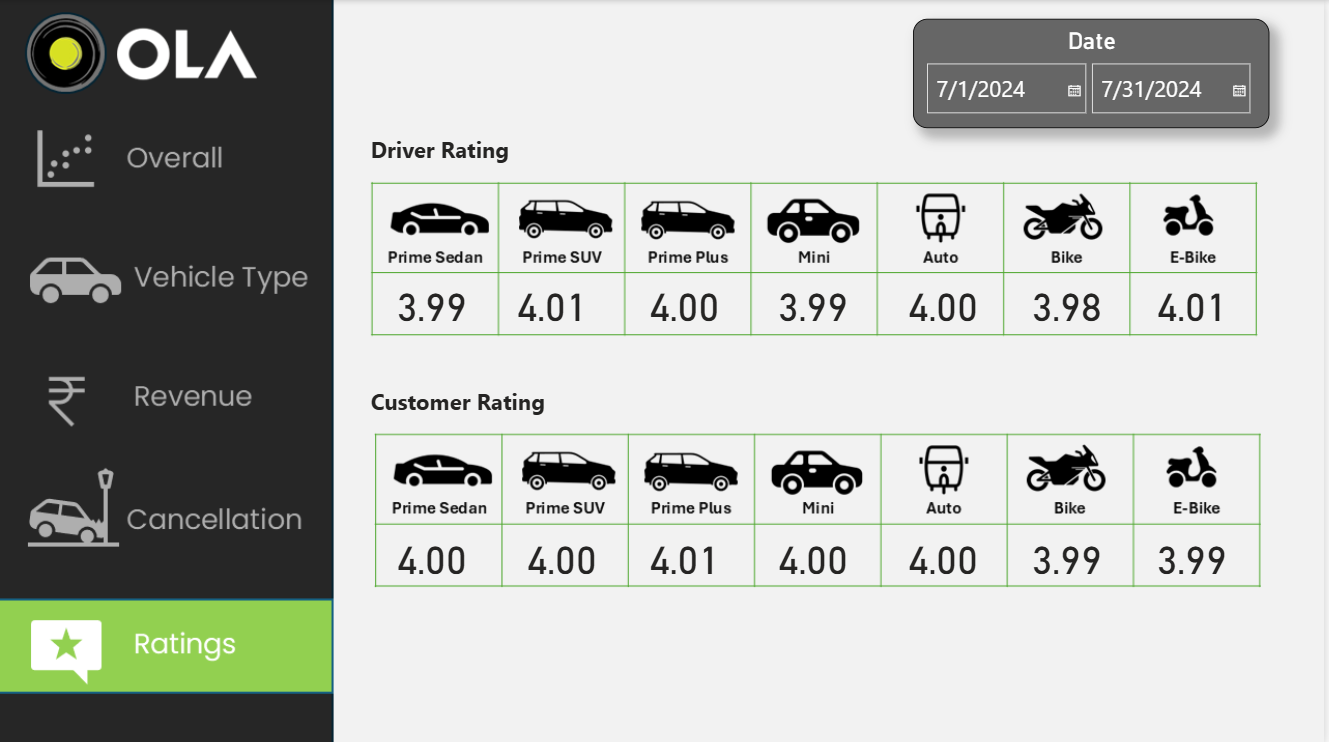 OLA
Overall
Vehicle Type
Revenue
Cancellation
Ratings
Date
7/1/2024 7/31/2024
Driver Rating
Prime Sedan Prime SUV Prime Plus Mini Auto Bike E-Bike
3.99 4.01 4.00 3.99 4.00 3.98 4.01
Customer Rating
Prime Sedan Prime SUV Prime Plus Mini Auto Bike E-Bike
4.00 4.00 4.01 4.00 4.00 3.99 3.99